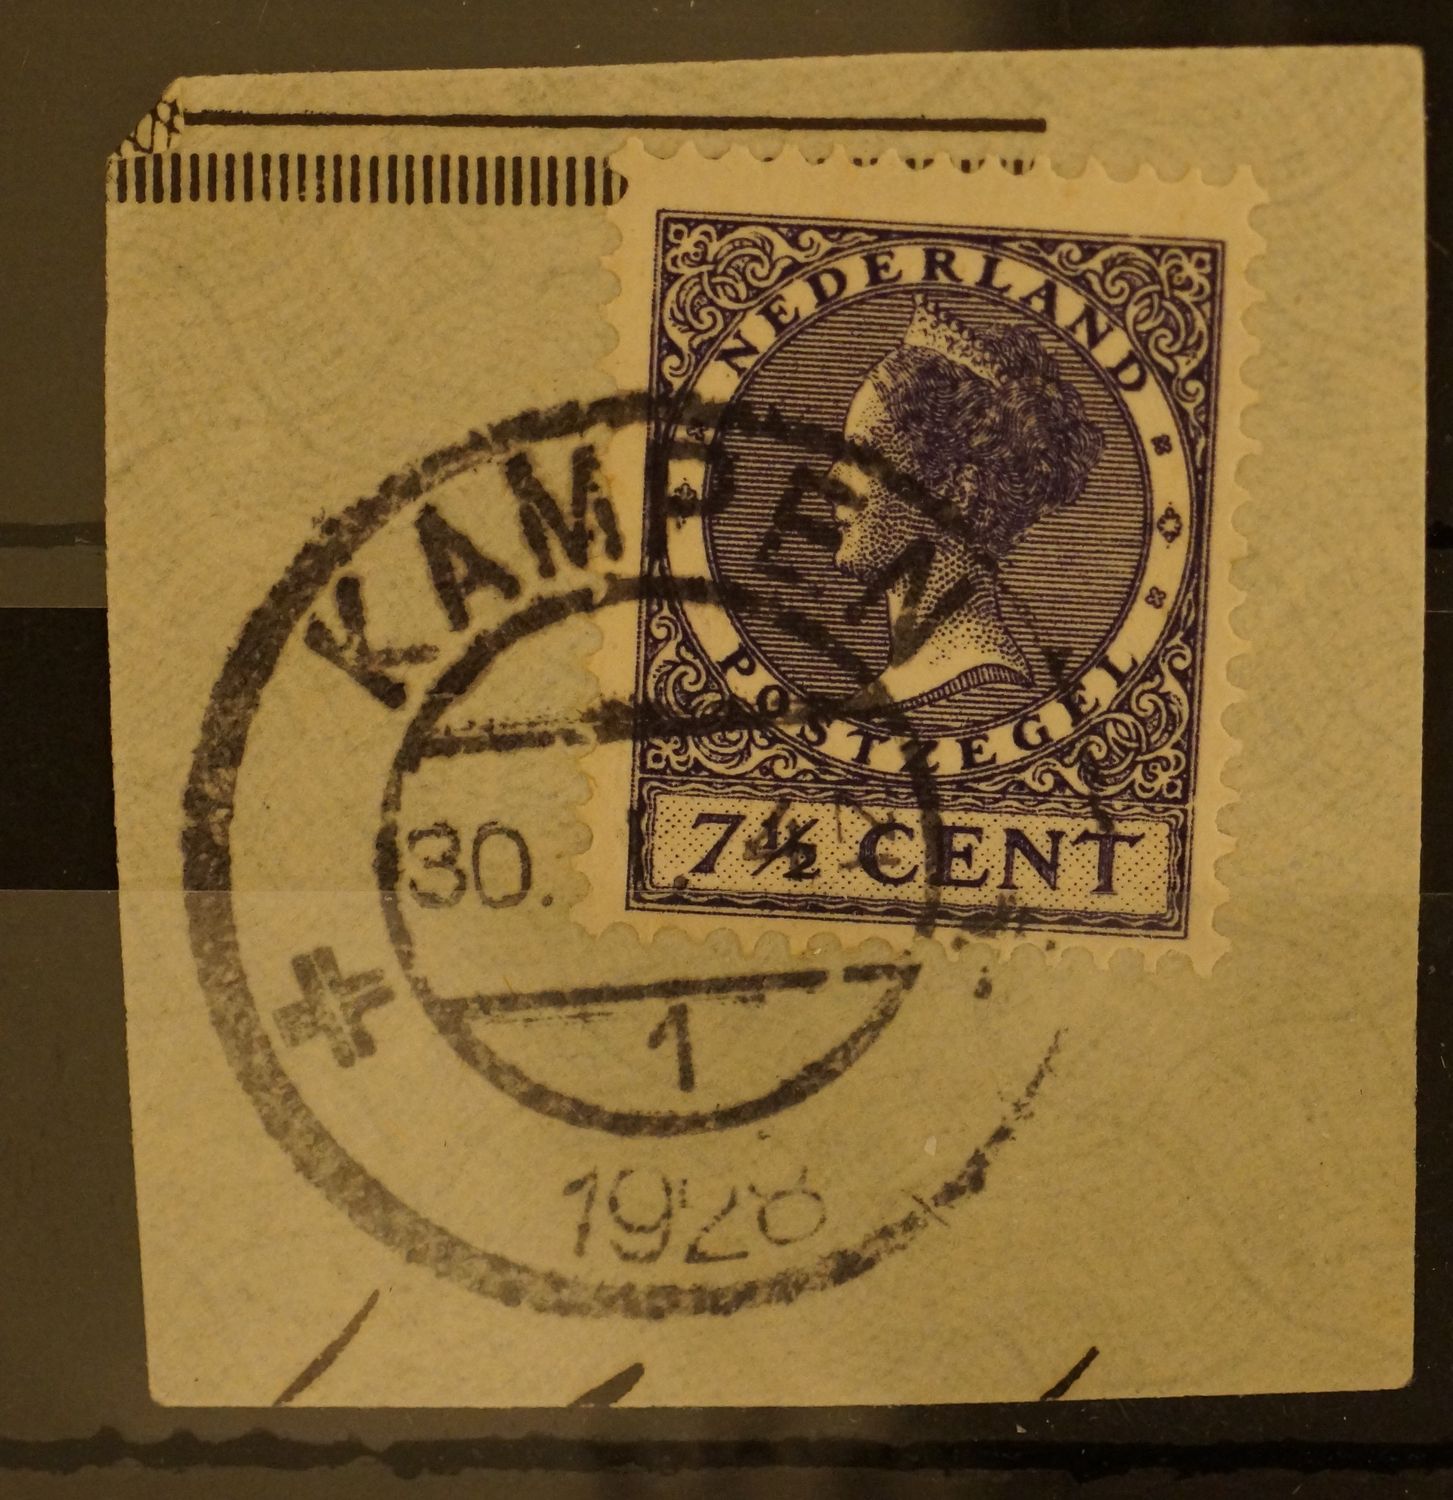 NEDERLAND
POSTZEGEL
7½ CENT
KAMPEN
30.
1
1928